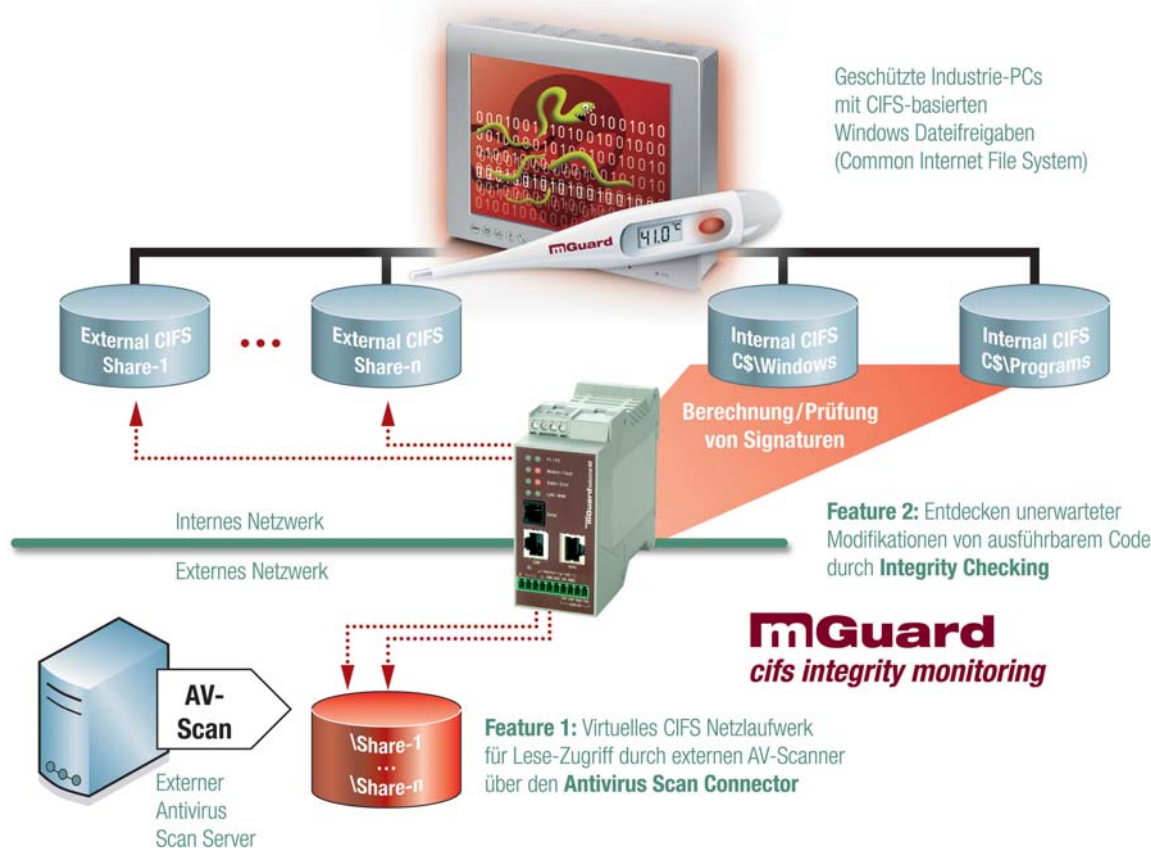 Geschützte Industrie-PCs
mit CIFS-basierten
Windows Dateifreigaben
(Common Internet File System)
mGuard
41.0 °C
External CIFS
Share-1
...
External CIFS
Share-n
Internal CIFS
C$\Windows
Internal CIFS
C$\Programs
Berechnung/Prüfung
von Signaturen
Internes Netzwerk
Externes Netzwerk
Feature 2: Entdecken unerwarteter
Modifikationen von ausführbarem Code
durch Integrity Checking
mGuard
cifs integrity monitoring
AV-
Scan
Externer
Antivirus
Scan Server
\Share-1
...
\Share-n
Feature 1: Virtuelles CIFS Netzlaufwerk
für Lese-Zugriff durch externen AV-Scanner
über den Antivirus Scan Connector